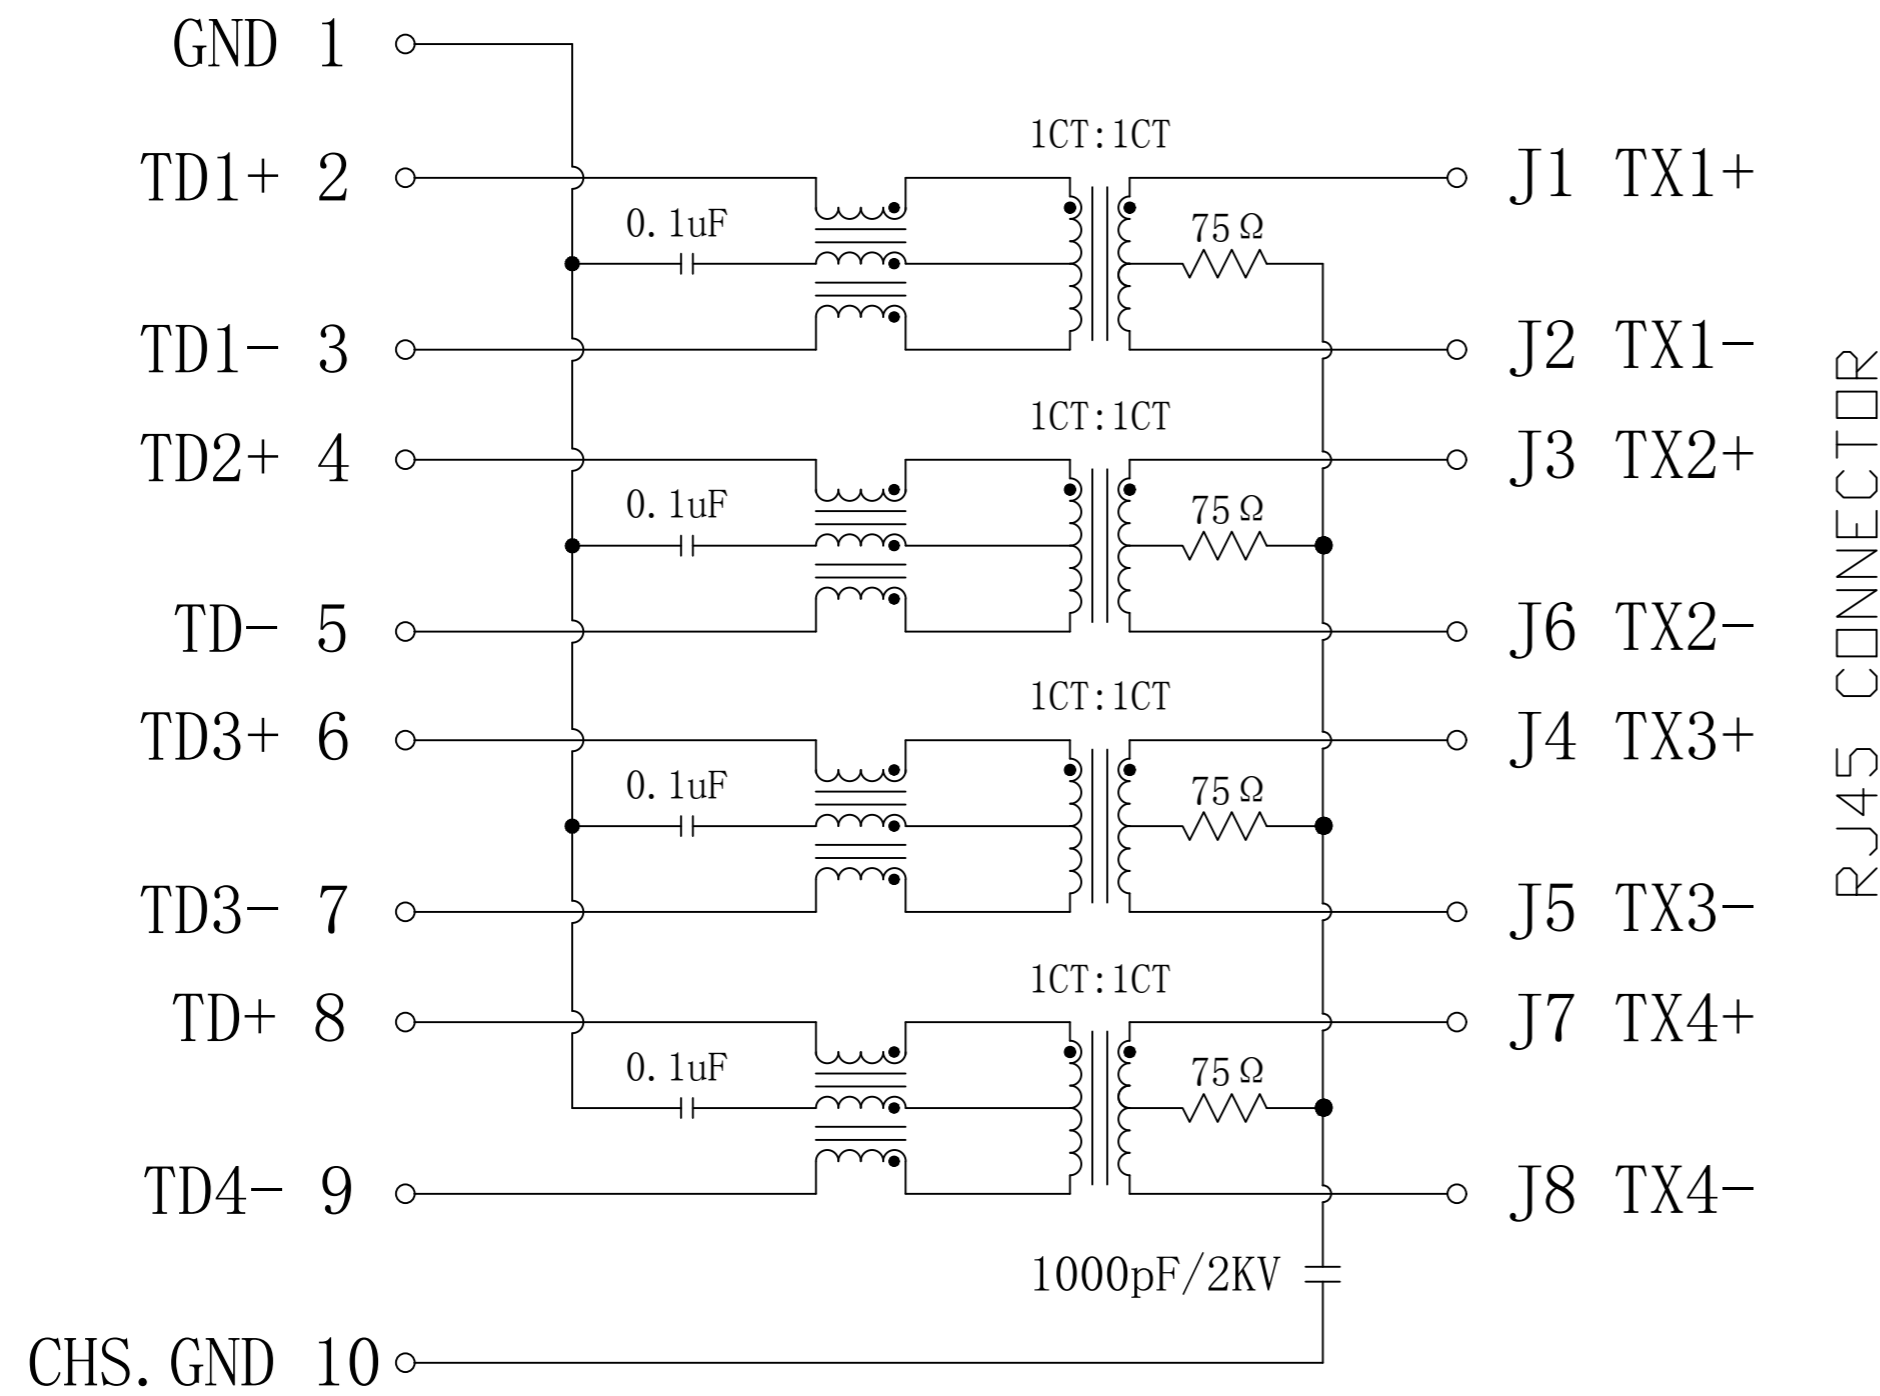 GND 1
1CT:1CT
TD1+ 2
J1 TX1+
0.1uF
75Ω
TD1- 3
J2 TX1-
1CT:1CT
TD2+ 4
J3 TX2+
0.1uF
75Ω
TD- 5
J6 TX2-
1CT:1CT
TD3+ 6
J4 TX3+
0.1uF
75Ω
TD3- 7
J5 TX3-
1CT:1CT
TD+ 8
J7 TX4+
0.1uF
75Ω
TD4- 9
J8 TX4-
1000pF/2KV
CHS.GND 10
RJ45 CONNECTOR